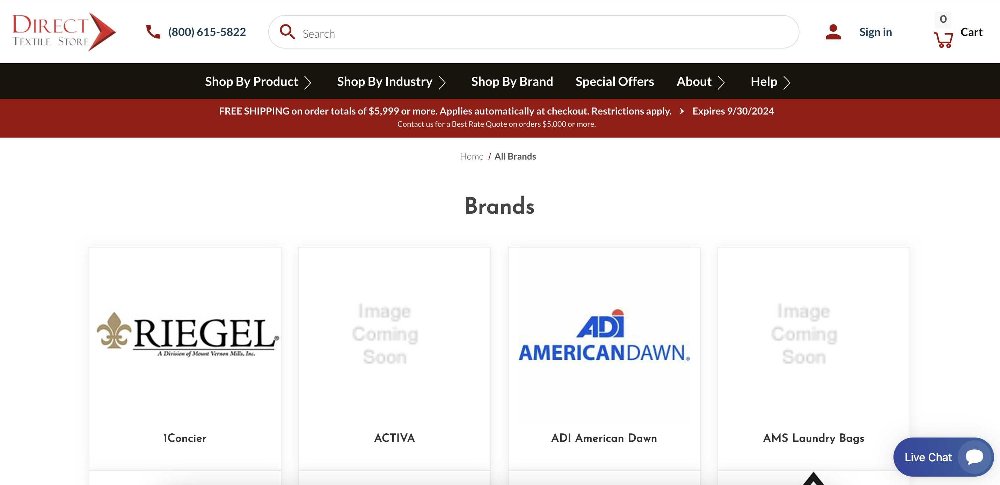 DIRECT
TEXTILE STORE
(800) 615-5822
Search
Sign in
0
Cart
Shop By Product
Shop By Industry
Shop By Brand
Special Offers
About
Help
FREE SHIPPING on order totals of $5,999 or more. Applies automatically at checkout. Restrictions apply. Expires 9/30/2024
Contact us for a Best Rate Quote on orders $5,000 or more.
Home / All Brands
Brands
RIEGEL®
A Division of Mount Vernon Mills, Inc.
1Concier
Image
Coming
Soon
ACTIVA
ADI
AMERICANDAWN®
ADI American Dawn
Image
Coming
Soon
AMS Laundry Bags
Live Chat